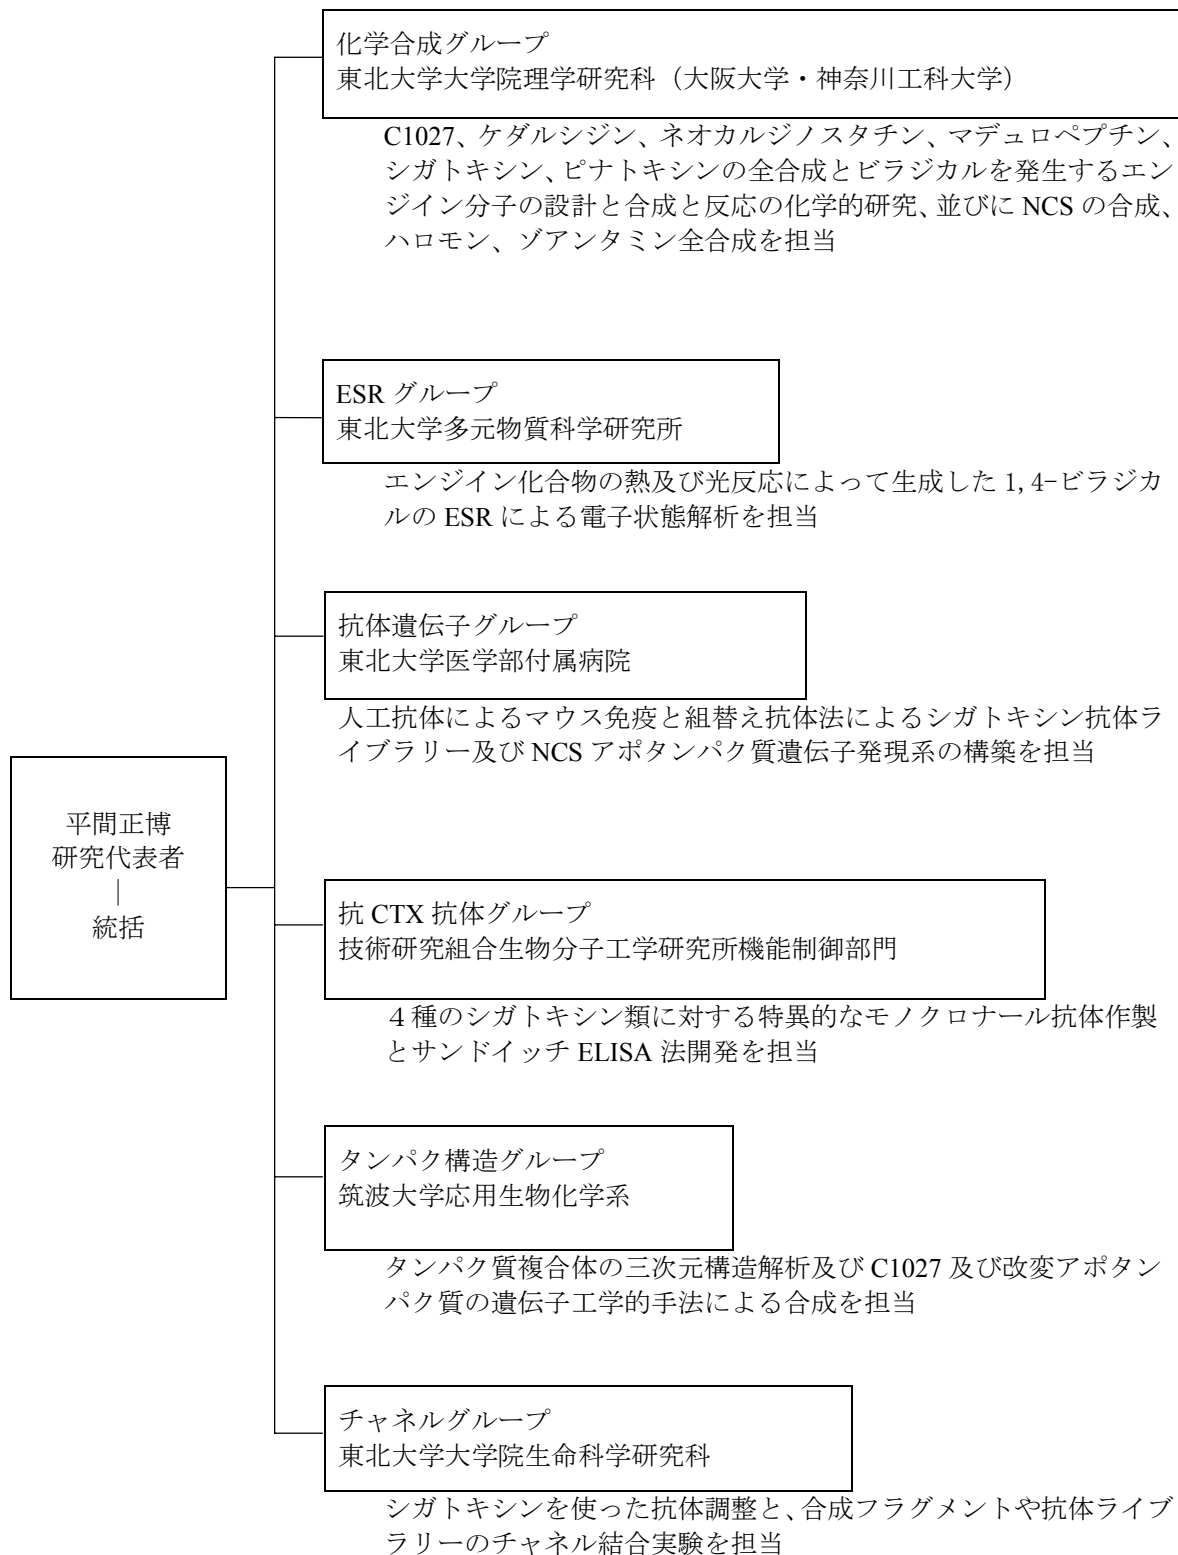 化学合成グループ
東北大学大学院理学研究科（大阪大学・神奈川工科大学）
C1027、ケダルシジン、ネオカルジノスタチン、マデュロペプチン、
シガトキシン、ピナトキシンの全合成とビラジカルを発生するエン
ジイン分子の設計と合成と反応の化学的研究、並びに NCS の合成、
ハロモン、ゾアンタミン全合成を担当
ESR グループ
東北大学多元物質科学研究所
エンジイン化合物の熱及び光反応によって生成した 1,4-ビラジカ
ルの ESR による電子状態解析を担当
抗体遺伝子グループ
東北大学医学部付属病院
人工抗体によるマウス免疫と組替え抗体法によるシガトキシン抗体ラ
イブラリー及び NCS アポタンパク質遺伝子発現系の構築を担当
平間正博
研究代表者
｜
統括
抗 CTX 抗体グループ
技術研究組合生物分子工学研究所機能制御部門
４種のシガトキシン類に対する特異的なモノクロナール抗体作製
とサンドイッチ ELISA 法開発を担当
タンパク構造グループ
筑波大学応用生物化学系
タンパク質複合体の三次元構造解析及び C1027 及び改変アポタン
パク質の遺伝子工学的手法による合成を担当
チャネルグループ
東北大学大学院生命科学研究科
シガトキシンを使った抗体調整と、合成フラグメントや抗体ライブ
ラリーのチャネル結合実験を担当